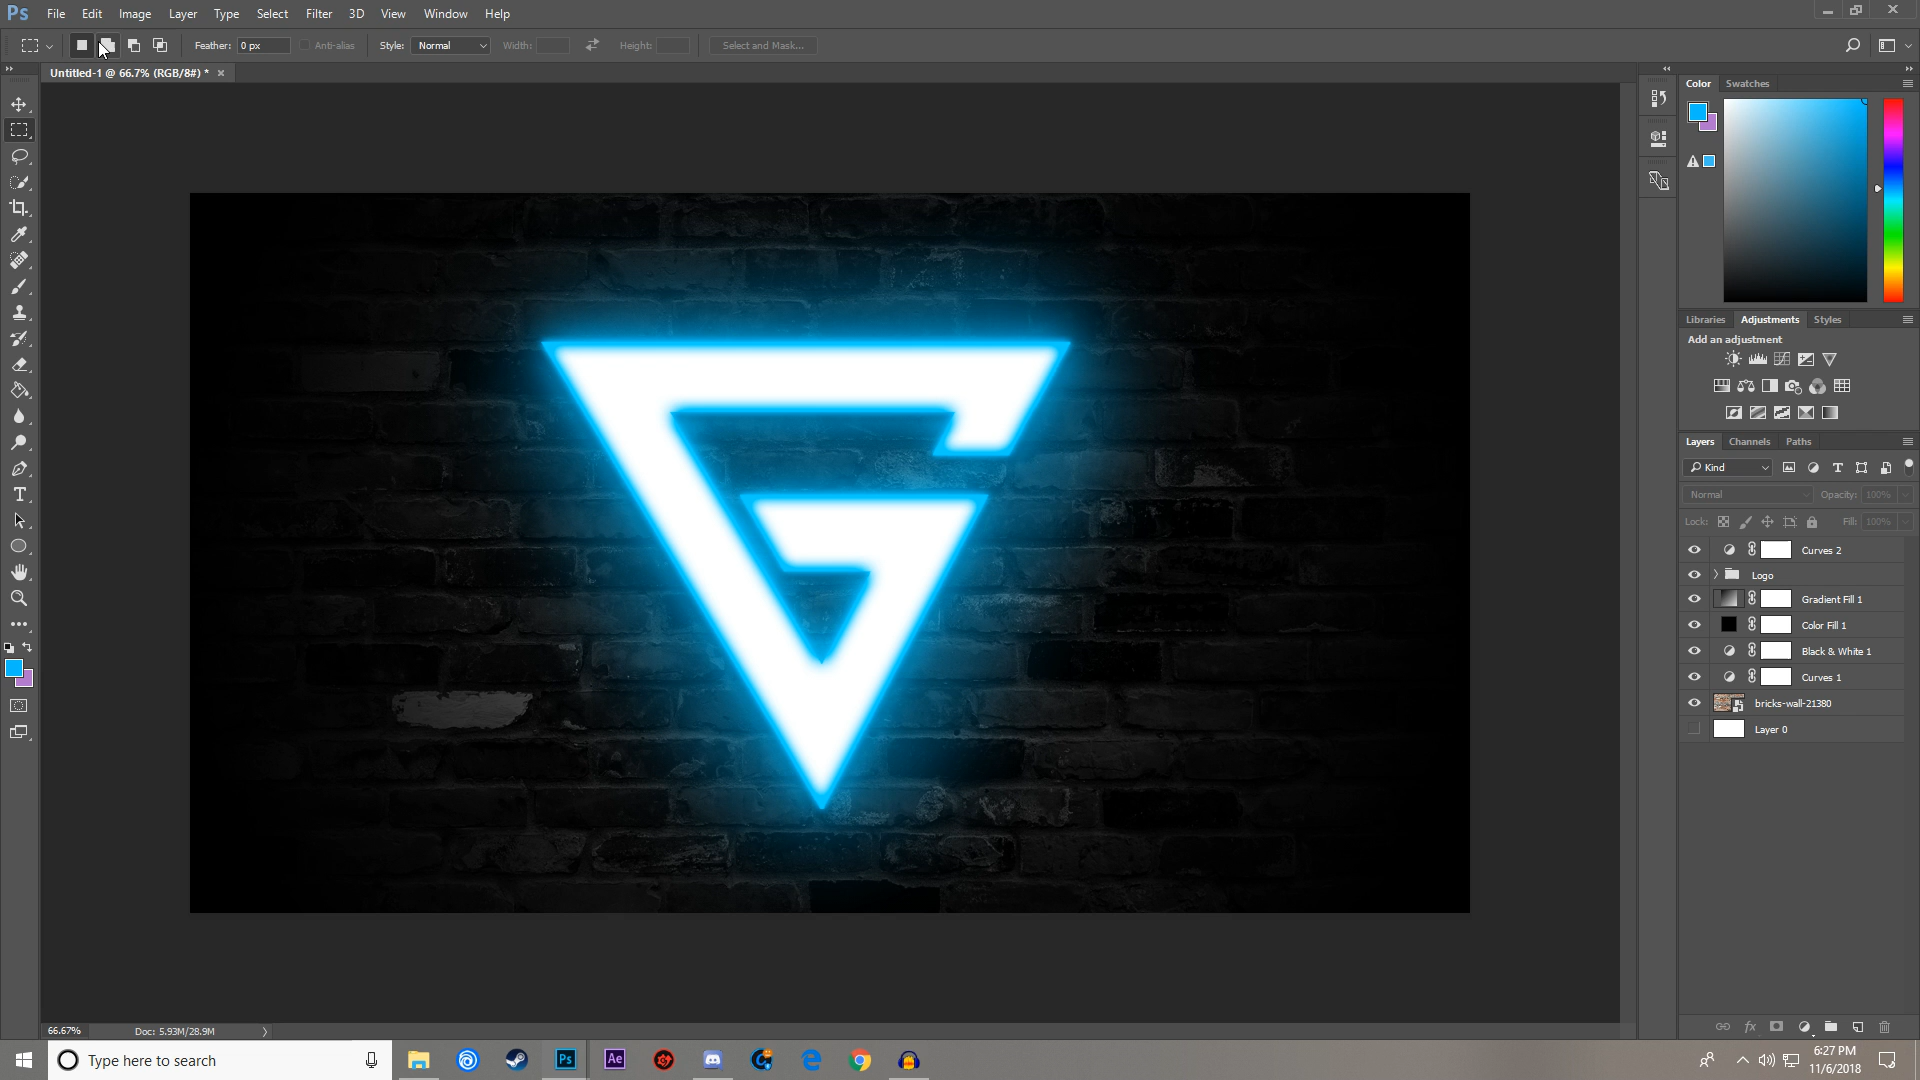 Ps File Edit Image Layer Type Select Filter 3D View Window Help
Feather: 0 px Anti-alias Style: Normal Width: Height: Select and Mask...
Untitled-1 @ 66.7% (RGB/8#) * ×
Color Swatches
Libraries Adjustments Styles
Add an adjustment
Layers Channels Paths
Kind
Normal Opacity: 100%
Lock: Fill: 100%
Curves 2
Logo
Gradient Fill 1
Color Fill 1
Black & White 1
Curves 1
bricks-wall-21380
Layer 0
66.67% Doc: 5.93M/28.9M
fx
Type here to search
Ps Ae
6:27 PM
11/6/2018